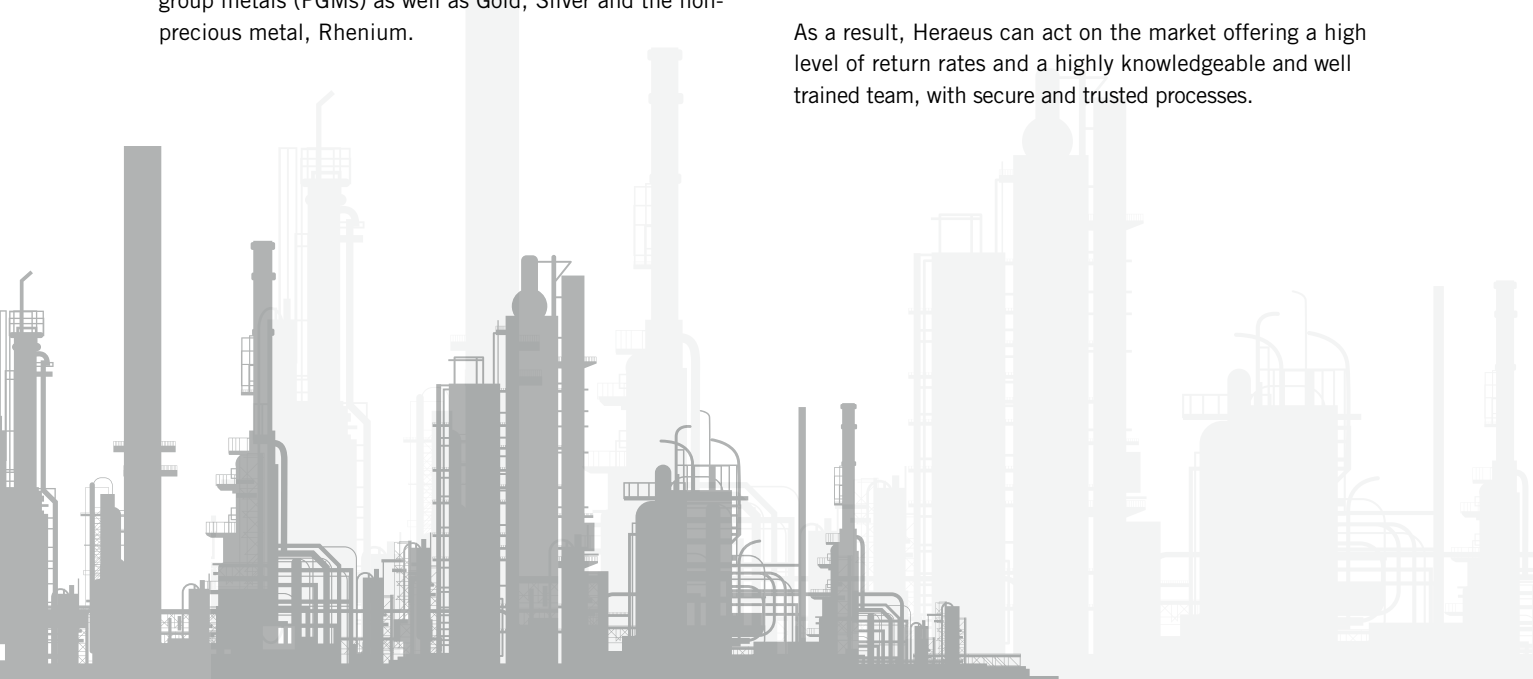 group metals (PGMs) as well as Gold, Silver and the non-
precious metal, Rhenium.
As a result, Heraeus can act on the market offering a high
level of return rates and a highly knowledgeable and well
trained team, with secure and trusted processes.